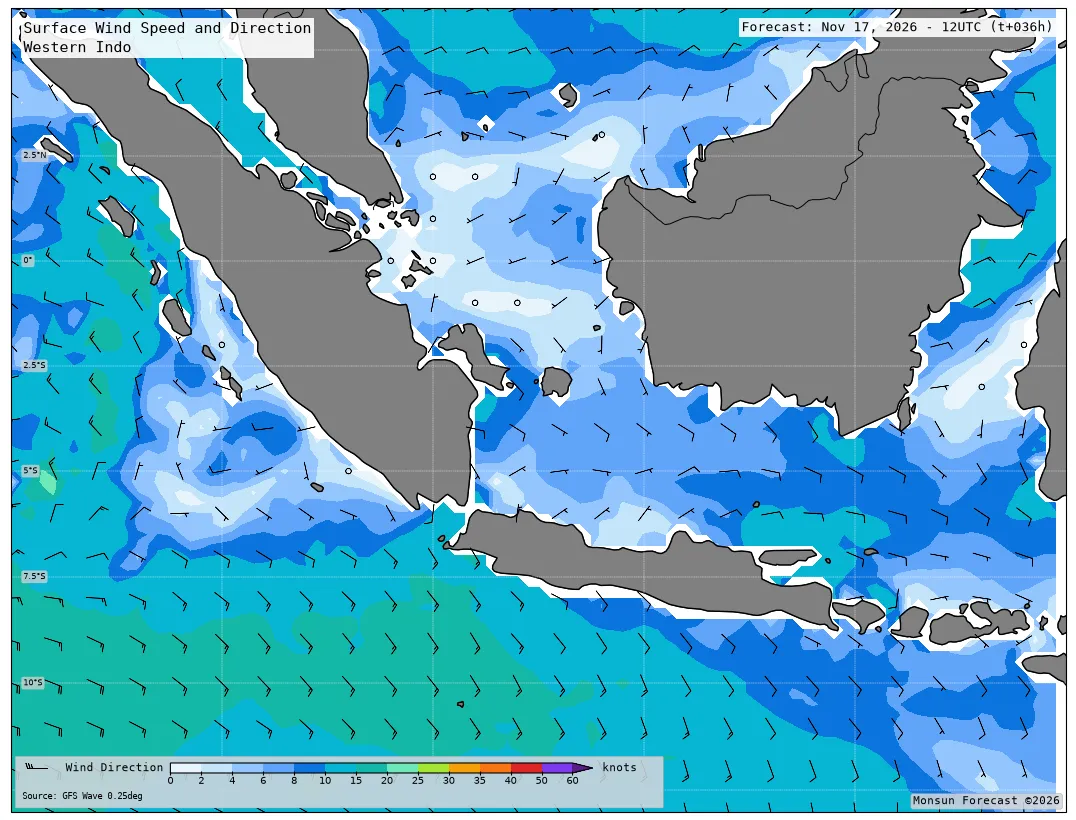 Surface Wind Speed and Direction
Western Indo
Forecast: Nov 17, 2026 - 12UTC (t+036h)
2.5°N
0°
2.5°S
5°S
7.5°S
10°S
Wind Direction
0 2 4 6 8 10 15 20 25 30 35 40 50 60
knots
Source: GFS Wave 0.25deg
Monsun Forecast ©2026